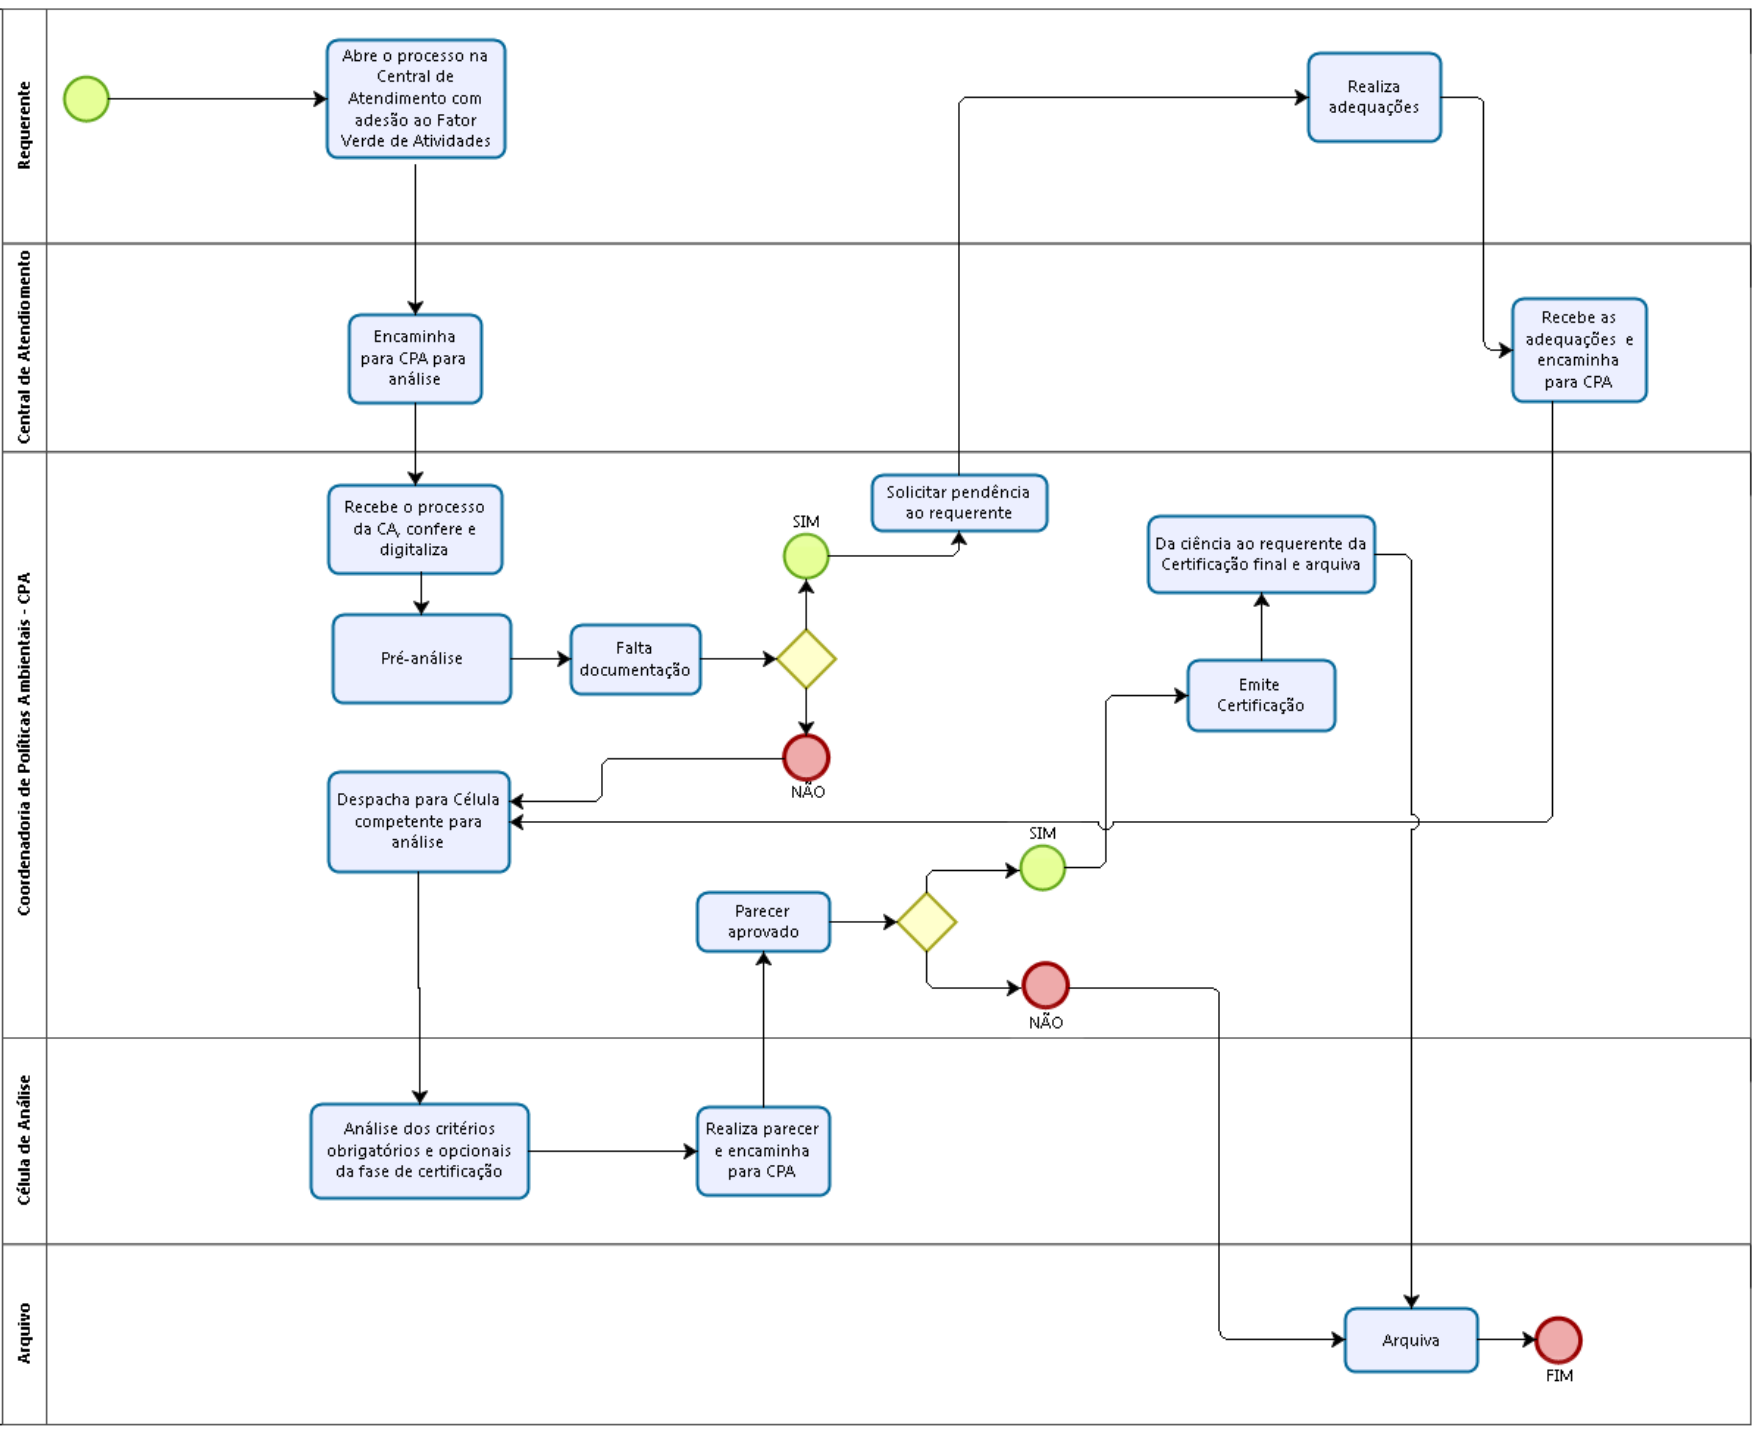 Requerente
Abre o processo na
Central de
Atendimento com
adesão ao Fator
Verde de Atividades
Realiza
adequações
Central de Atendiomento
Encaminha
para CPA para
análise
Recebe as
adequações e
encaminha
para CPA
Coordenadoria de Políticas Ambientais - CPA
Recebe o processo
da CA, confere e
digitaliza
Pré-análise
Falta
documentação
SIM
NÃO
Solicitar pendência
ao requerente
Da ciência ao requerente da
Certificação final e arquiva
Emite
Certificação
Despacha para Célula
competente para
análise
Parecer
aprovado
SIM
NÃO
Célula de Análise
Análise dos critérios
obrigatórios e opcionais
da fase de certificação
Realiza parecer
e encaminha
para CPA
Arquivo
Arquiva
FIM